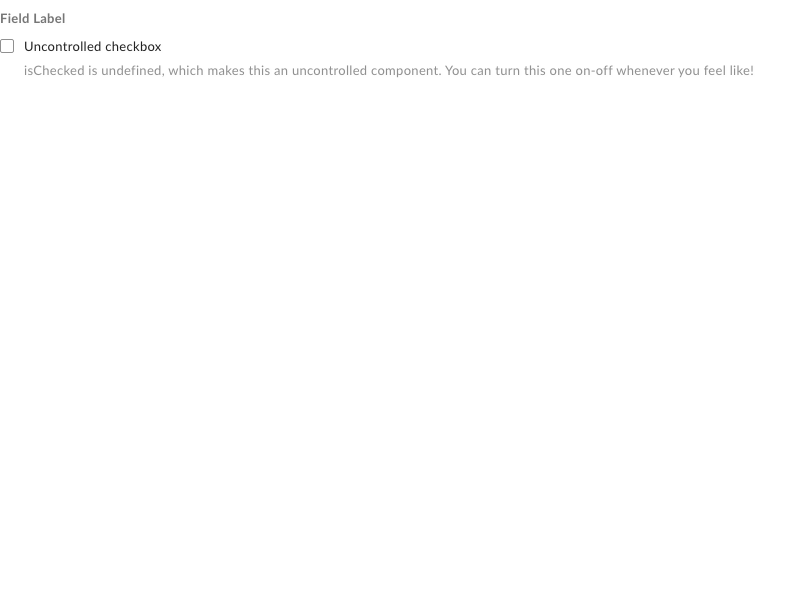 Field Label
Uncontrolled checkbox
isChecked is undefined, which makes this an uncontrolled component. You can turn this one on-off whenever you feel like!